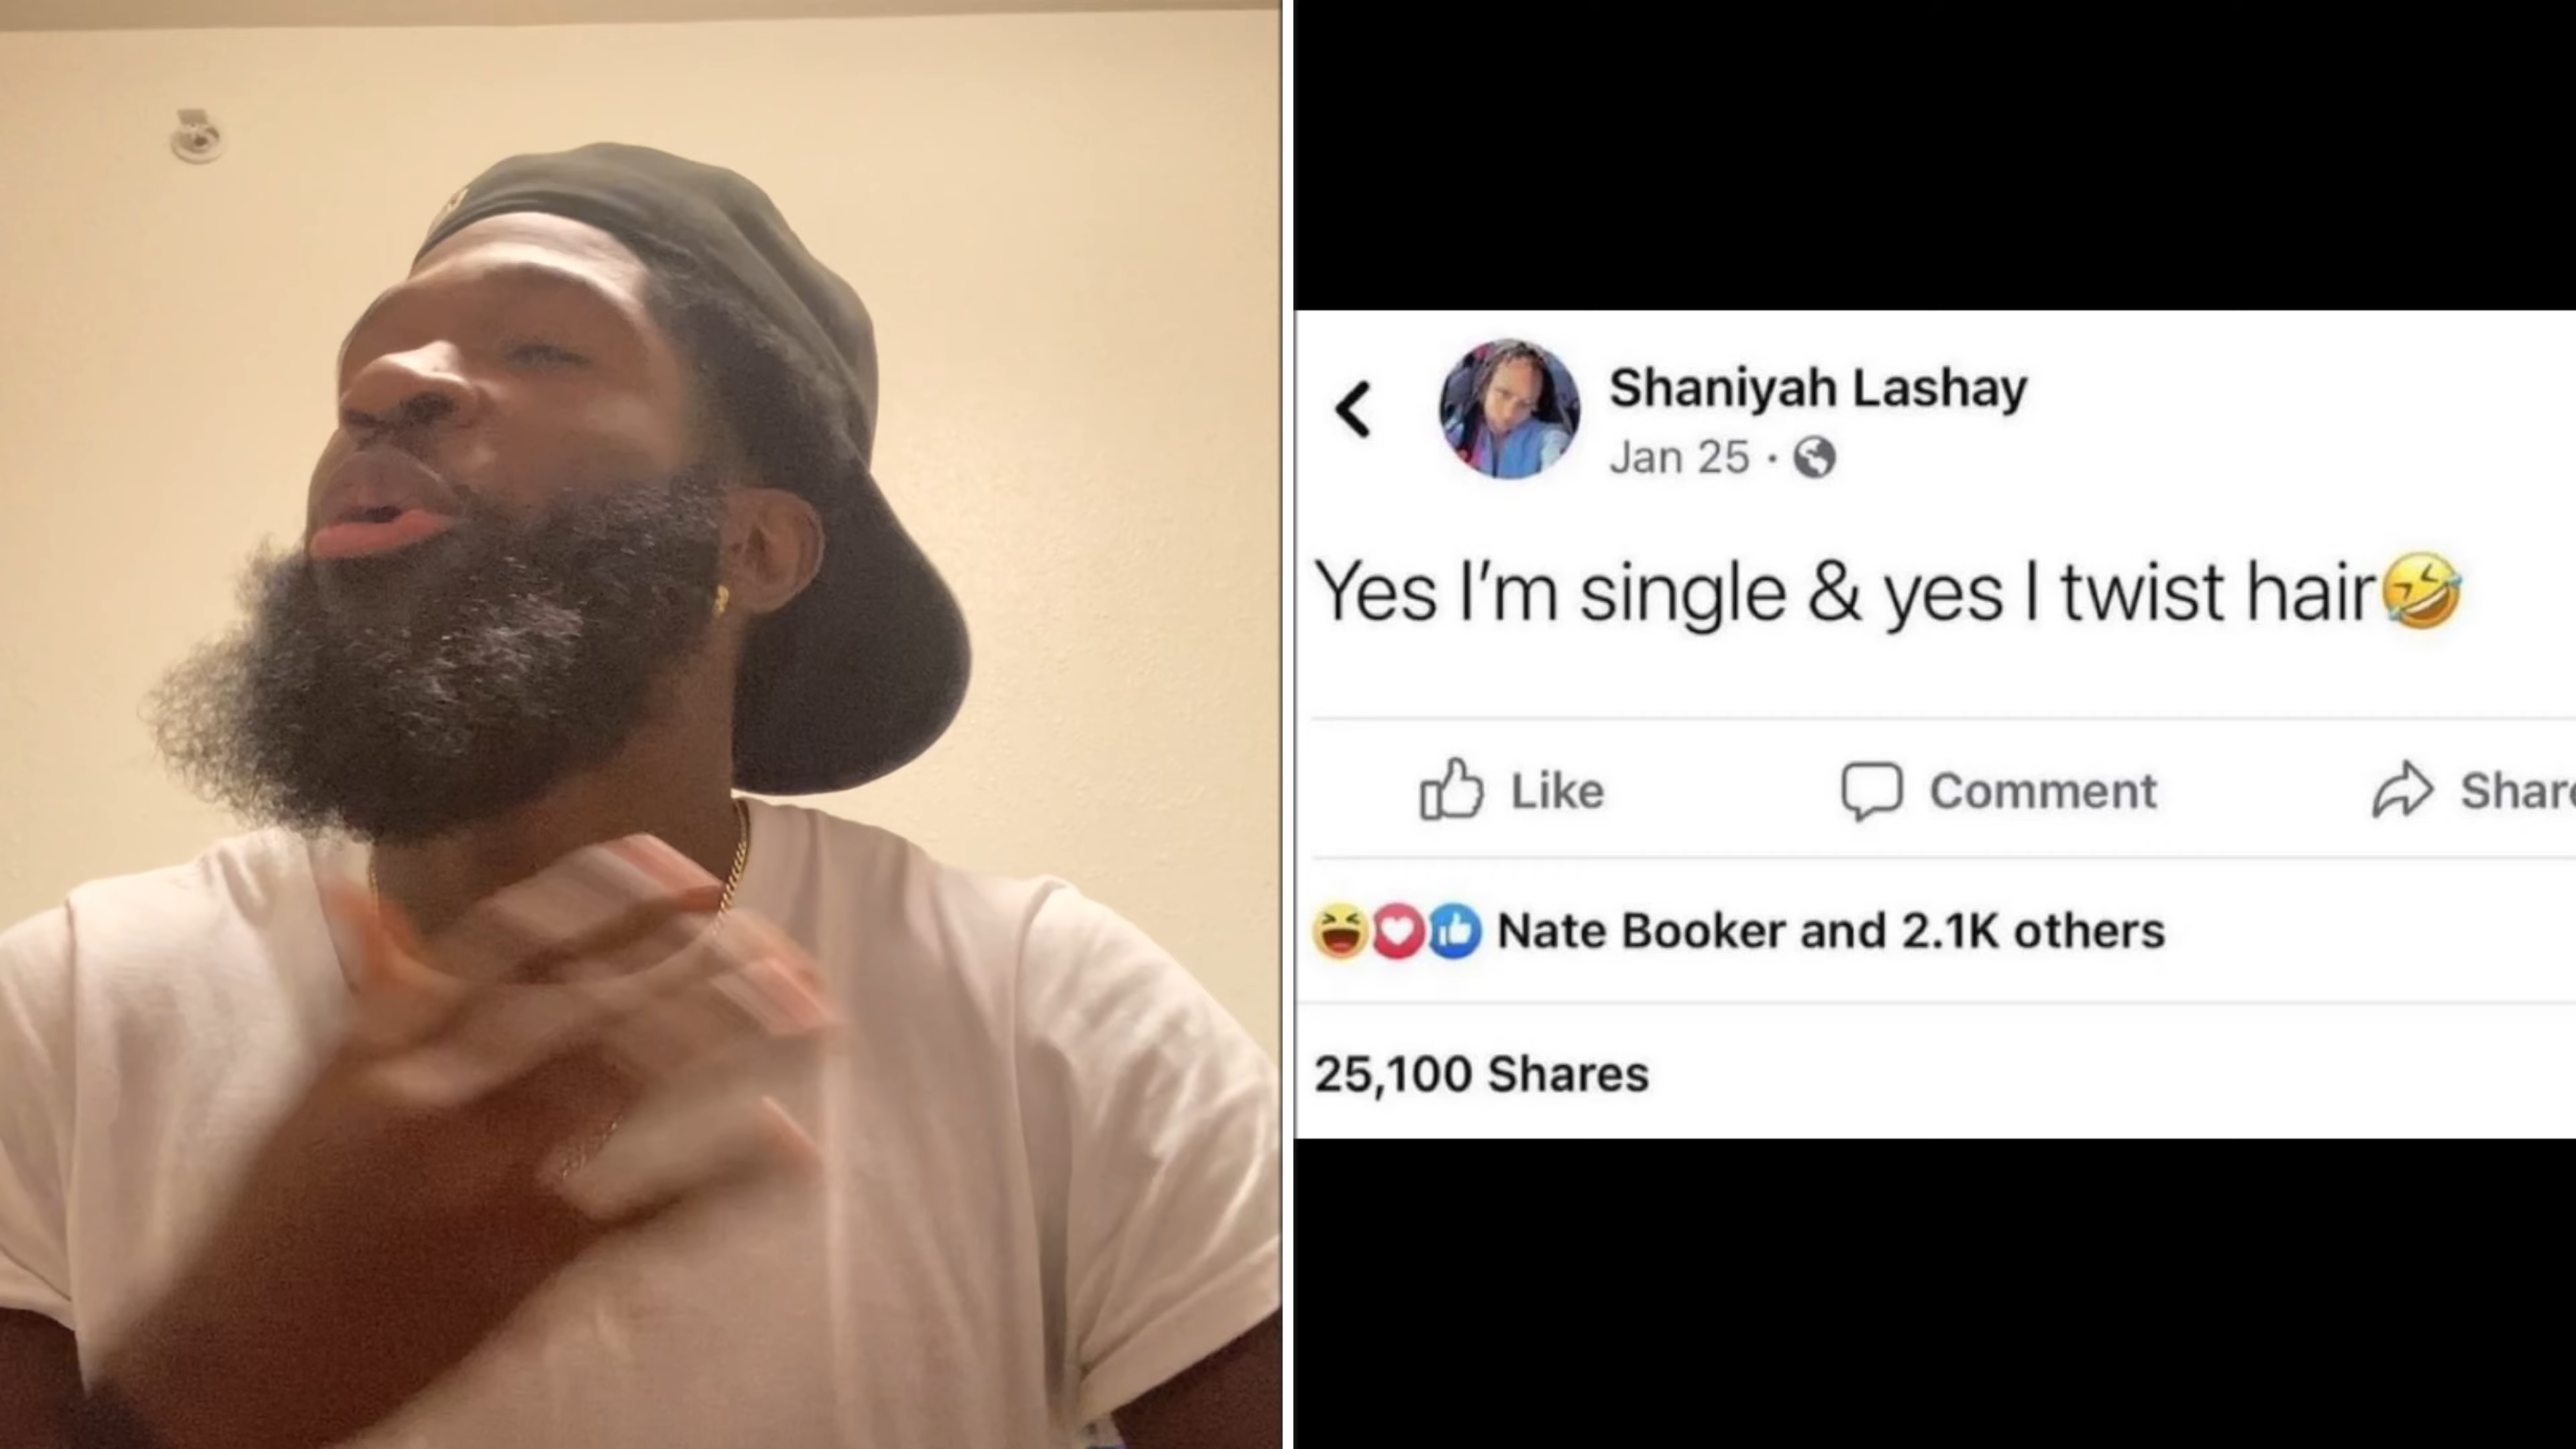 Shaniyah Lashay
Jan 25 ·
Yes I’m single & yes I twist hair🤣
Like Comment Share
Nate Booker and 2.1K others
25,100 Shares